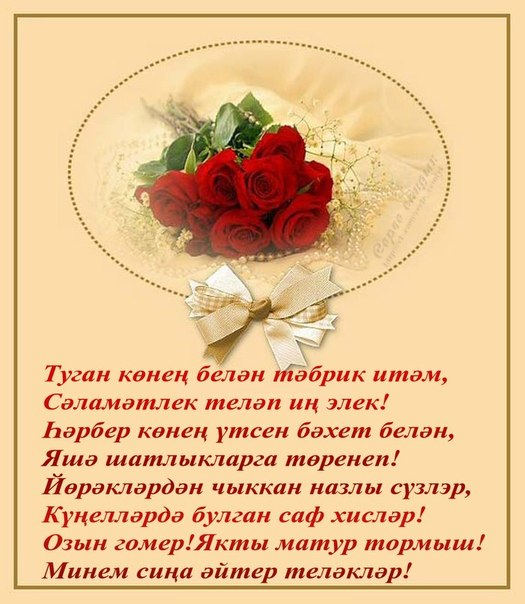 Туган көнең белән тәбрик итәм,
Сәламәтлек теләп иң элек!
Һәрбер көнең үтсен бәхет белән,
Яшә шатлыкларга төренеп!
Йөрәкләрдән чыккан назлы сүзлэр,
Күңелләрдә булган саф хисләр!
Озын гомер!Якты матур тормыш!
Минем сиңа әйтер теләкләр!